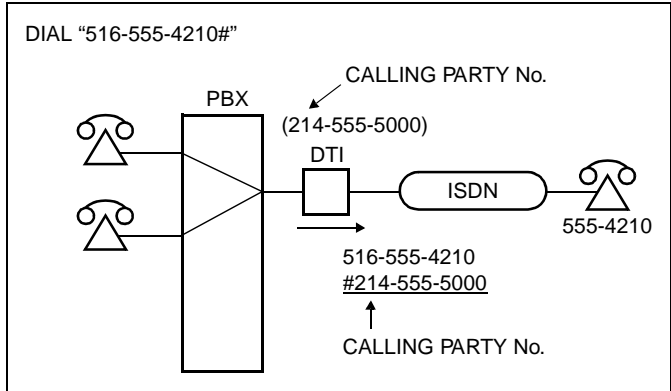 DIAL “516-555-4210#”
CALLING PARTY No.
PBX
(214-555-5000)
DTI
ISDN
555-4210
516-555-4210
#214-555-5000
CALLING PARTY No.